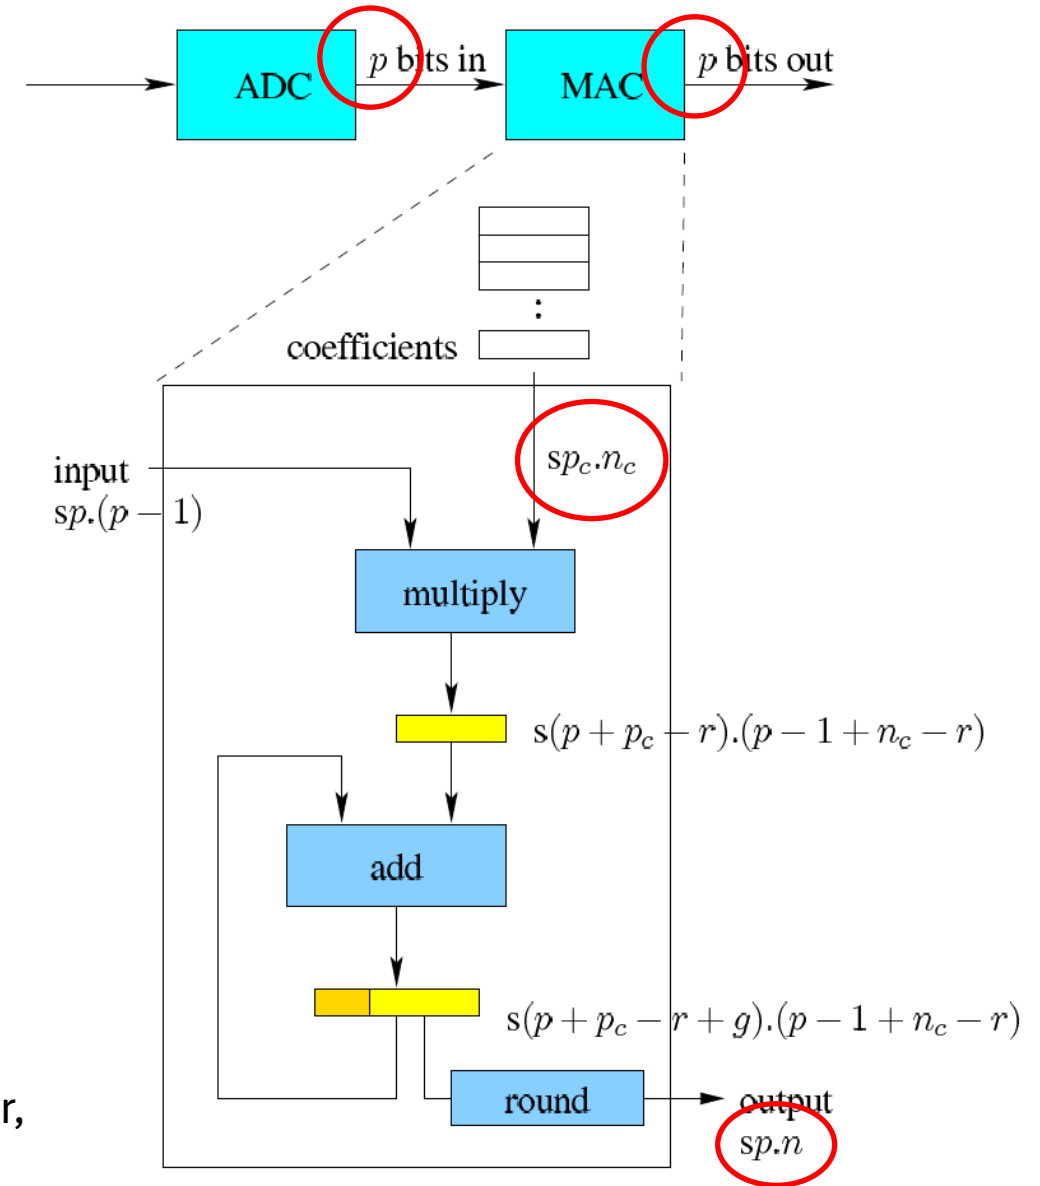 ADC
p bits in
MAC
p bits out
:
coefficients
input
sp.(p − 1)
sp_c.n_c
multiply
s(p + p_c − r).(p − 1 + n_c − r)
add
s(p + p_c − r + g).(p − 1 + n_c − r)
r,
round
output
sp.n